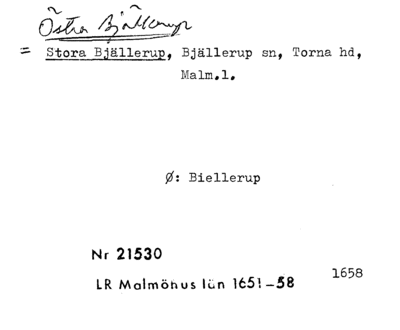 Östra Bjällerup
= Stora Bjällerup, Bjällerup sn, Torna hd,
Malm.l.
Ø: Biellerup
Nr 21530
LR Malmöhus län 1651-58
1658